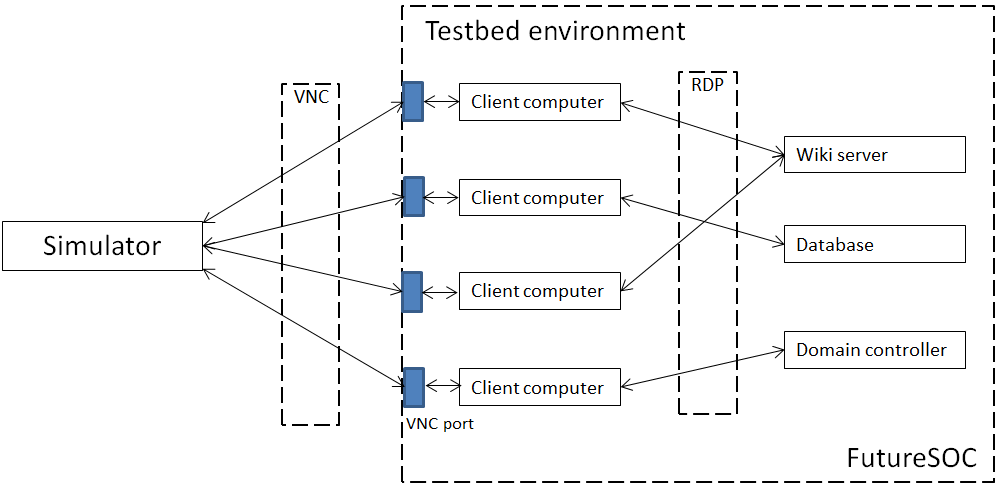 Testbed environment
VNC
RDP
Client computer
Wiki server
Client computer
Simulator
Database
Client computer
Domain controller
Client computer
VNC port
FutureSOC